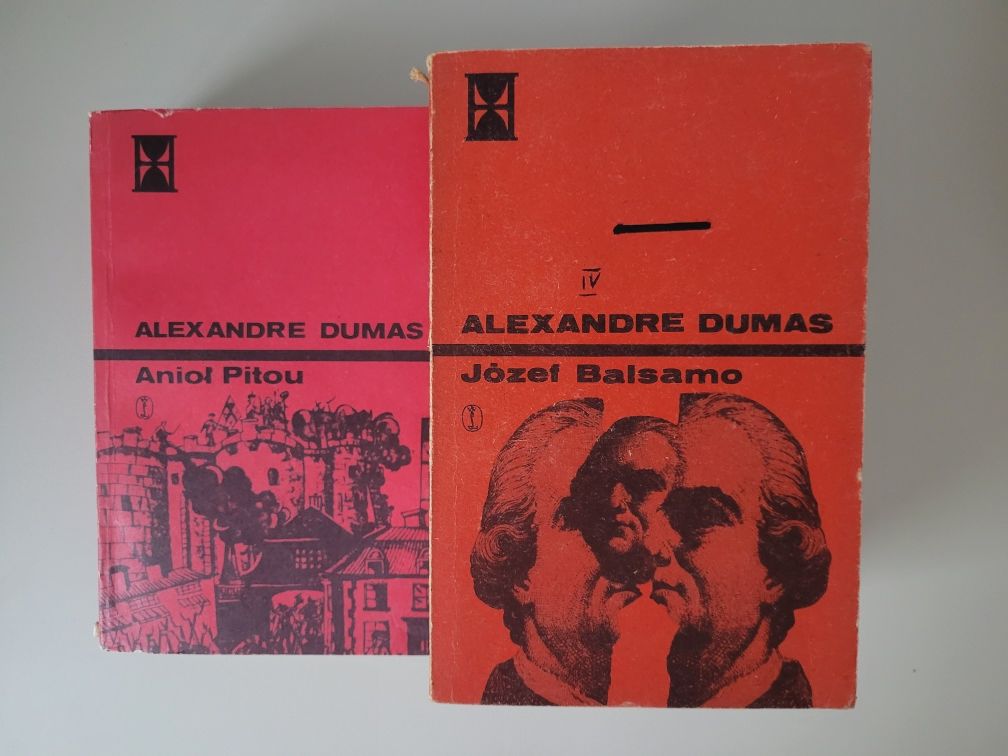 ALEXANDRE DUMAS
Anioł Pitou
IV
ALEXANDRE DUMAS
Józef Balsamo